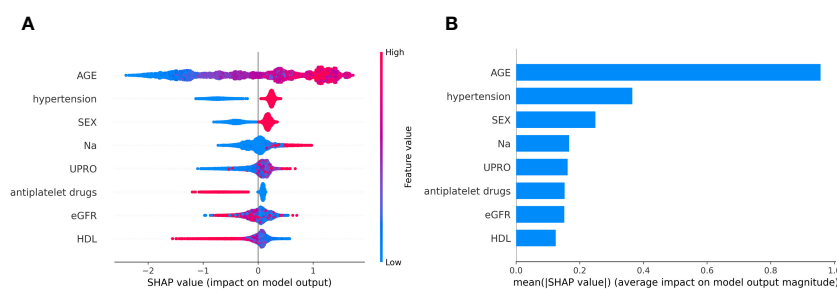 A
High
AGE
hypertension
SEX
Na
UPRO
antiplatelet drugs
eGFR
HDL
Feature value
Low
−2 −1 0 1
SHAP value (impact on model output)
B
AGE
hypertension
SEX
Na
UPRO
antiplatelet drugs
eGFR
HDL
0.0 0.2 0.4 0.6 0.8 1.0
mean(|SHAP value|) (average impact on model output magnitude)